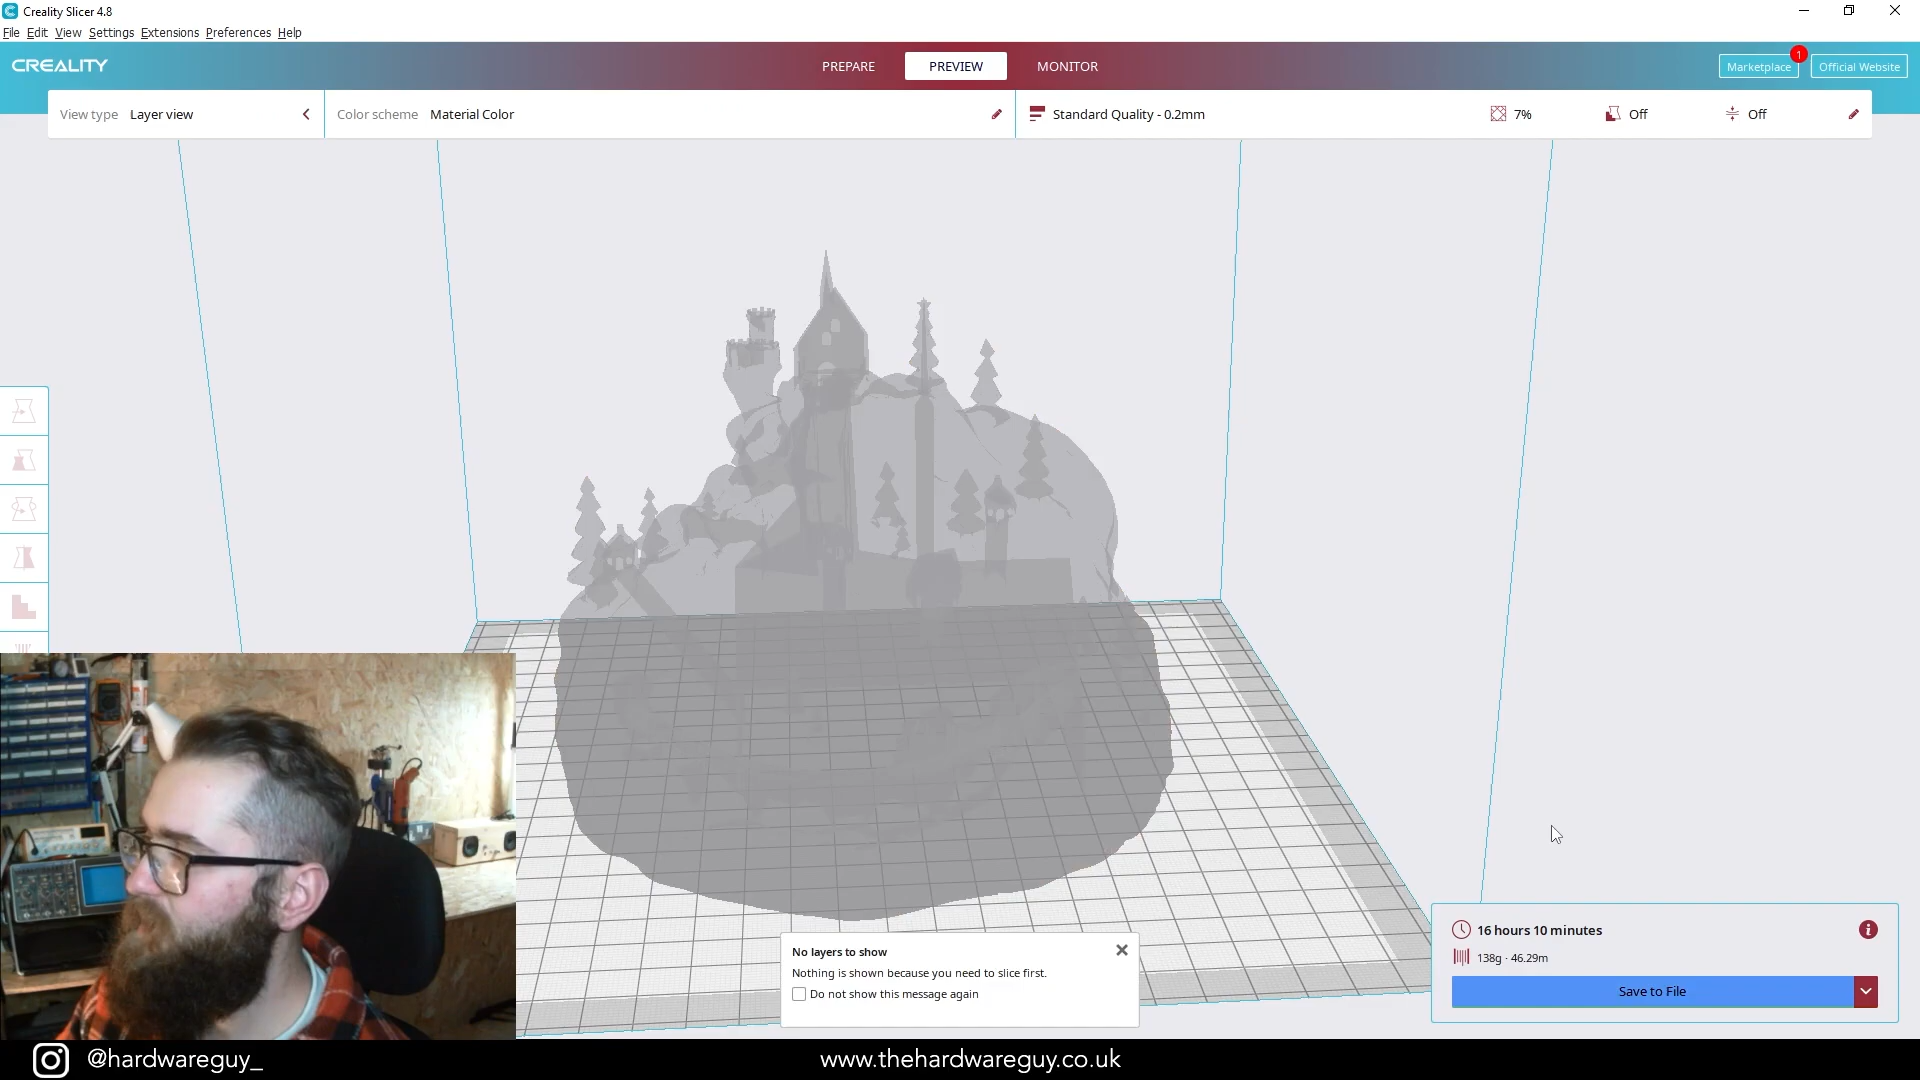 Creality Slicer 4.8
File Edit View Settings Extensions Preferences Help
CREALITY
PREPARE PREVIEW MONITOR
Marketplace 1 Official Website
View type Layer view Color scheme Material Color Standard Quality - 0.2mm 7% Off Off
No layers to show
Nothing is shown because you need to slice first.
Do not show this message again
16 hours 10 minutes
138g · 46.29m
Save to File
@hardwareguy_ www.thehardwareguy.co.uk